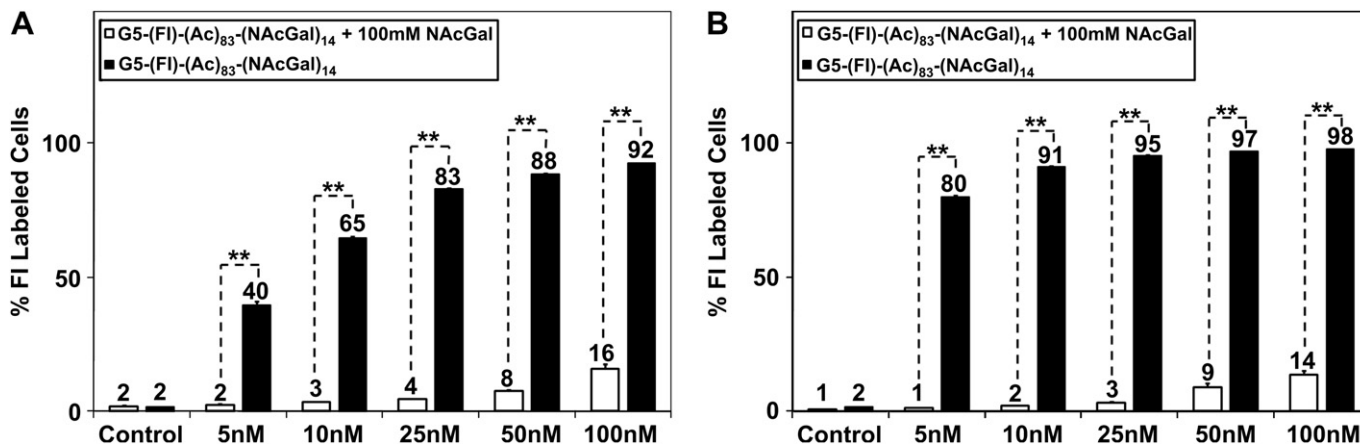 A
G5-(FI)-(Ac)83-(NAcGal)14 + 100mM NAcGal
G5-(FI)-(Ac)83-(NAcGal)14
% FI Labeled Cells
100
50
0
** ** ** ** **
2 2 2 40 3 65 4 83 8 88 16 92
Control 5nM 10nM 25nM 50nM 100nM
B
G5-(FI)-(Ac)83-(NAcGal)14 + 100mM NAcGal
G5-(FI)-(Ac)83-(NAcGal)14
% FI Labeled Cells
100
50
0
** ** ** ** **
1 2 1 80 2 91 3 95 9 97 14 98
Control 5nM 10nM 25nM 50nM 100nM